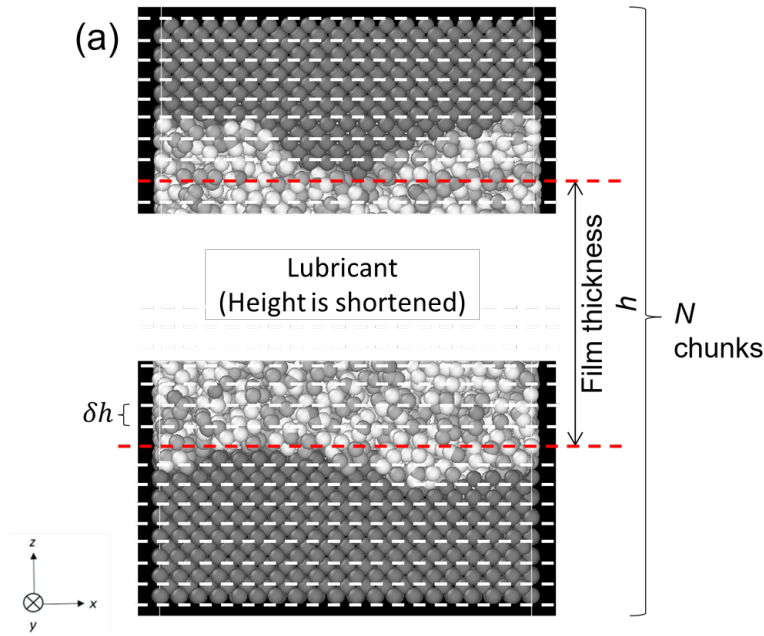 (a)
Lubricant
(Height is shortened)
Film thickness
h
N
chunks
δh
z
x
y